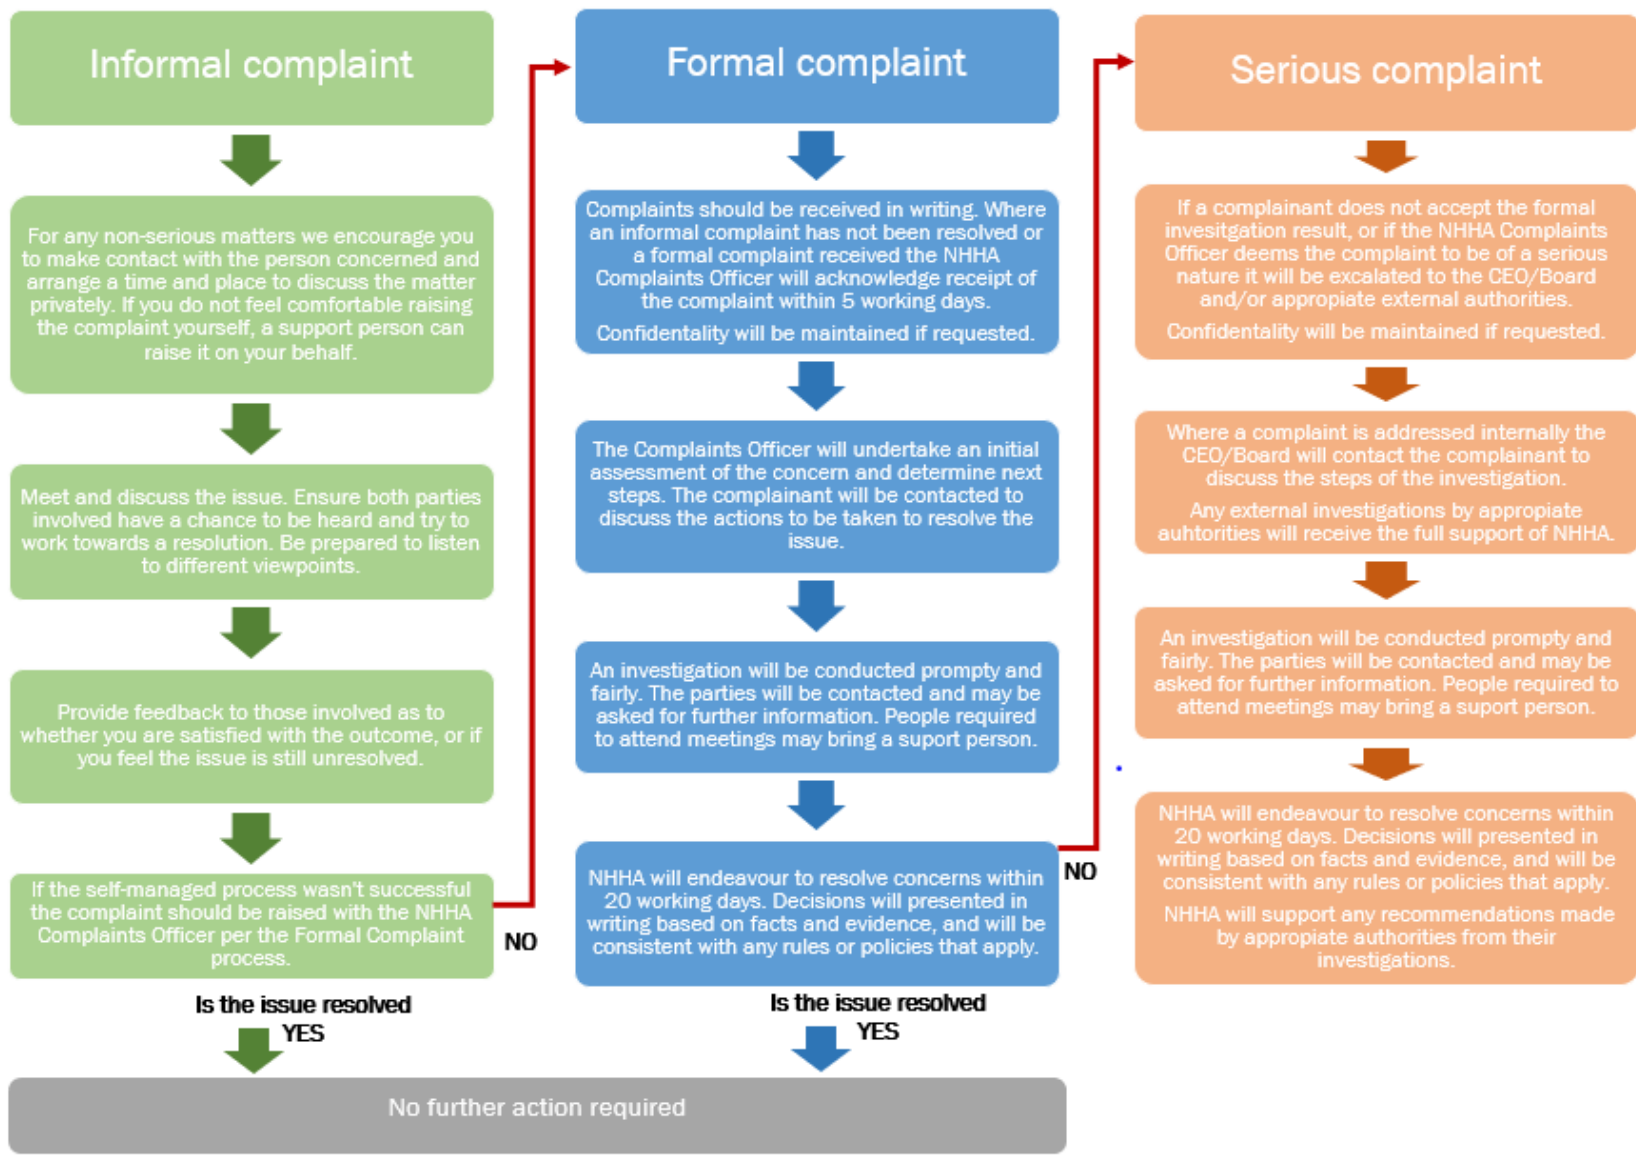 Informal complaint
For any non-serious matters we encourage you
to make contact with the person concerned and
arrange a time and place to discuss the matter
privately. If you do not feel comfortable raising
the complaint yourself, a support person can
raise it on your behalf.
Meet and discuss the issue. Ensure both parties
involved have a chance to be heard and try to
work towards a resolution. Be prepared to listen
to different viewpoints.
Provide feedback to those involved as to
whether you are satisfied with the outcome, or if
you feel the issue is still unresolved.
If the self-managed process wasn't successful
the complaint should be raised with the NHHA
Complaints Officer per the Formal Complaint
process.
NO
Is the issue resolved
YES
Formal complaint
Complaints should be received in writing. Where
an informal complaint has not been resolved or
a formal complaint received the NHHA
Complaints Officer will acknowledge receipt of
the complaint within 5 working days.
Confidentality will be maintained if requested.
The Complaints Officer will undertake an initial
assessment of the concern and determine next
steps. The complainant will be contacted to
discuss the actions to be taken to resolve the
issue.
An investigation will be conducted prompty and
fairly. The parties will be contacted and may be
asked for further information. People required
to attend meetings may bring a suport person.
NHHA will endeavour to resolve concerns within
20 working days. Decisions will presented in
writing based on facts and evidence, and will be
consistent with any rules or policies that apply.
NO
Is the issue resolved
YES
No further action required
Serious complaint
If a complainant does not accept the formal
invesitgation result, or if the NHHA Complaints
Officer deems the complaint to be of a serious
nature it will be excalated to the CEO/Board
and/or appropiate external authorities.
Confidentality will be maintained if requested.
Where a complaint is addressed internally the
CEO/Board will contact the complainant to
discuss the steps of the investigation.
Any external investigations by appropiate
auhtorities will receive the full support of NHHA.
An investigation will be conducted prompty and
fairly. The parties will be contacted and may be
asked for further information. People required to
attend meetings may bring a suport person.
NHHA will endeavour to resolve concerns within
20 working days. Decisions will presented in
writing based on facts and evidence, and will be
consistent with any rules or policies that apply.
NHHA will support any recommendations made
by appropiate authorities from their
investigations.